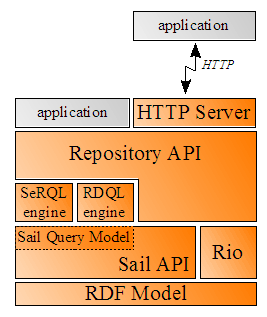 application
HTTP
application
HTTP Server
Repository API
SeRQL
engine
RDQL
engine
Sail Query Model
Sail API
Rio
RDF Model